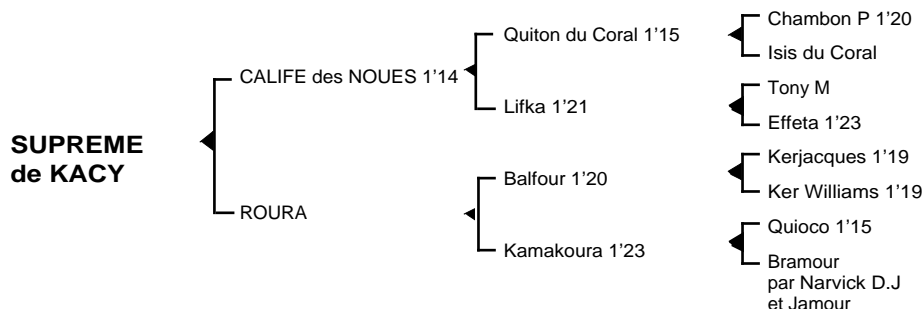 SUPREME
de KACY
CALIFE des NOUES 1’14
ROURA
Quiton du Coral 1’15
Lifka 1’21
Balfour 1’20
Kamakoura 1’23
Chambon P 1’20
Isis du Coral
Tony M
Effeta 1’23
Kerjacques 1’19
Ker Williams 1’19
Quioco 1’15
Bramour
par Narvick D.J
et Jamour